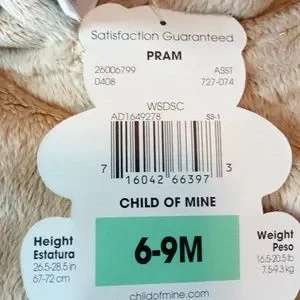 Satisfaction Guaranteed
PRAM
26006799 ASST
0408 727-074
WSDSC
AD1649278 S3-1
7 16042 66397 3
CHILD OF MINE
6-9M
Height
Estatura
26.5-28.5 in
67-72 cm
Weight
Peso
16.5-20.5 lb
7.5-9.3 kg
childofmine.com